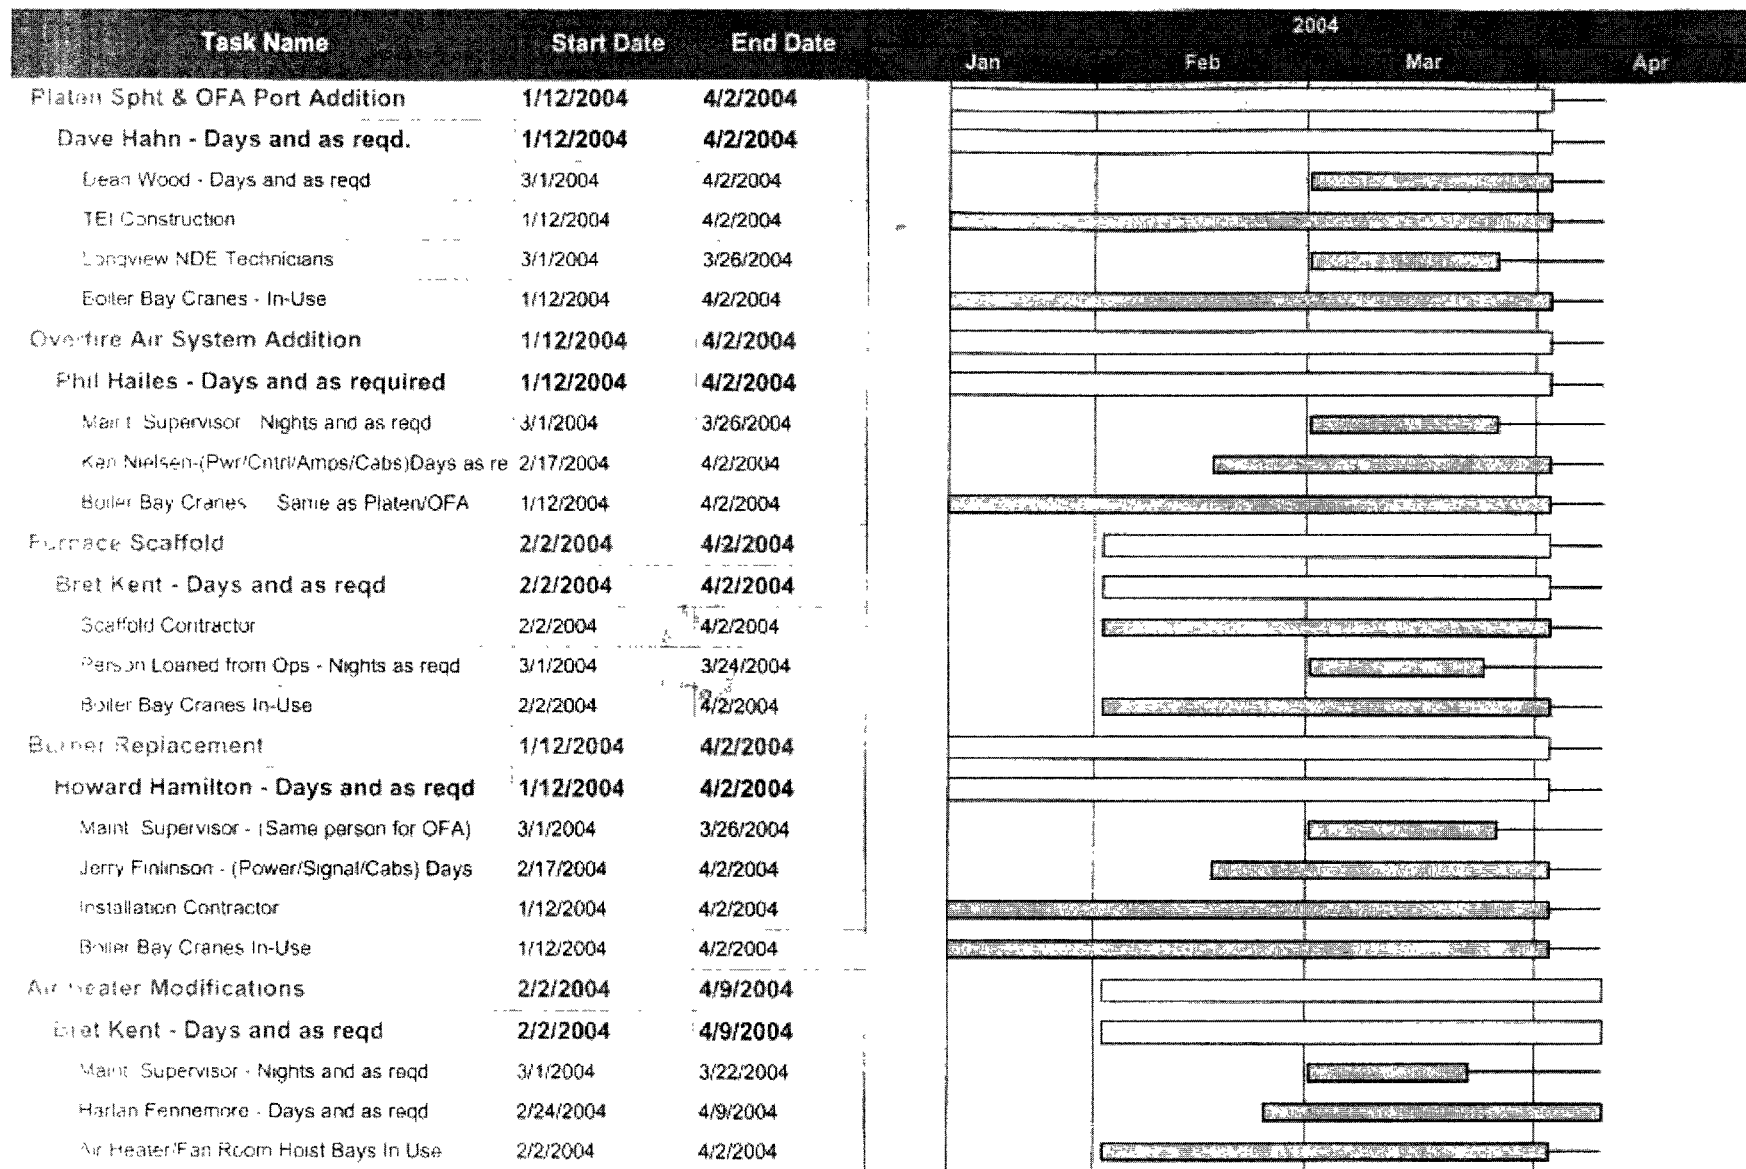 2004
Task Name Start Date End Date
Jan Feb Mar Apr
Platen Spht & OFA Port Addition 1/12/2004 4/2/2004
Dave Hahn - Days and as reqd. 1/12/2004 4/2/2004
Dean Wood - Days and as reqd 3/1/2004 4/2/2004
TEI Construction 1/12/2004 4/2/2004
Longview NDE Technicians 3/1/2004 3/26/2004
Boiler Bay Cranes - In-Use 1/12/2004 4/2/2004
Overfire Air System Addition 1/12/2004 4/2/2004
Phil Hailes - Days and as required 1/12/2004 4/2/2004
Maint. Supervisor Nights and as reqd 3/1/2004 3/26/2004
Ken Nielsen-(Pwr/Cntrl/Amps/Cabs)Days as re 2/17/2004 4/2/2004
Boiler Bay Cranes Same as Platen/OFA 1/12/2004 4/2/2004
Furnace Scaffold 2/2/2004 4/2/2004
Bret Kent - Days and as reqd 2/2/2004 4/2/2004
Scaffold Contractor 2/2/2004 4/2/2004
Person Loaned from Ops - Nights as reqd 3/1/2004 3/24/2004
Boiler Bay Cranes In-Use 2/2/2004 4/2/2004
Burner Replacement 1/12/2004 4/2/2004
Howard Hamilton - Days and as reqd 1/12/2004 4/2/2004
Maint. Supervisor - (Same person for OFA) 3/1/2004 3/26/2004
Jerry Finlinson - (Power/Signal/Cabs) Days 2/17/2004 4/2/2004
Installation Contractor 1/12/2004 4/2/2004
Boiler Bay Cranes In-Use 1/12/2004 4/2/2004
Air Heater Modifications 2/2/2004 4/9/2004
Bret Kent - Days and as reqd 2/2/2004 4/9/2004
Maint. Supervisor - Nights and as reqd 3/1/2004 3/22/2004
Harlan Fennemore - Days and as reqd 2/24/2004 4/9/2004
Air Heater/Fan Room Hoist Bays In Use 2/2/2004 4/2/2004